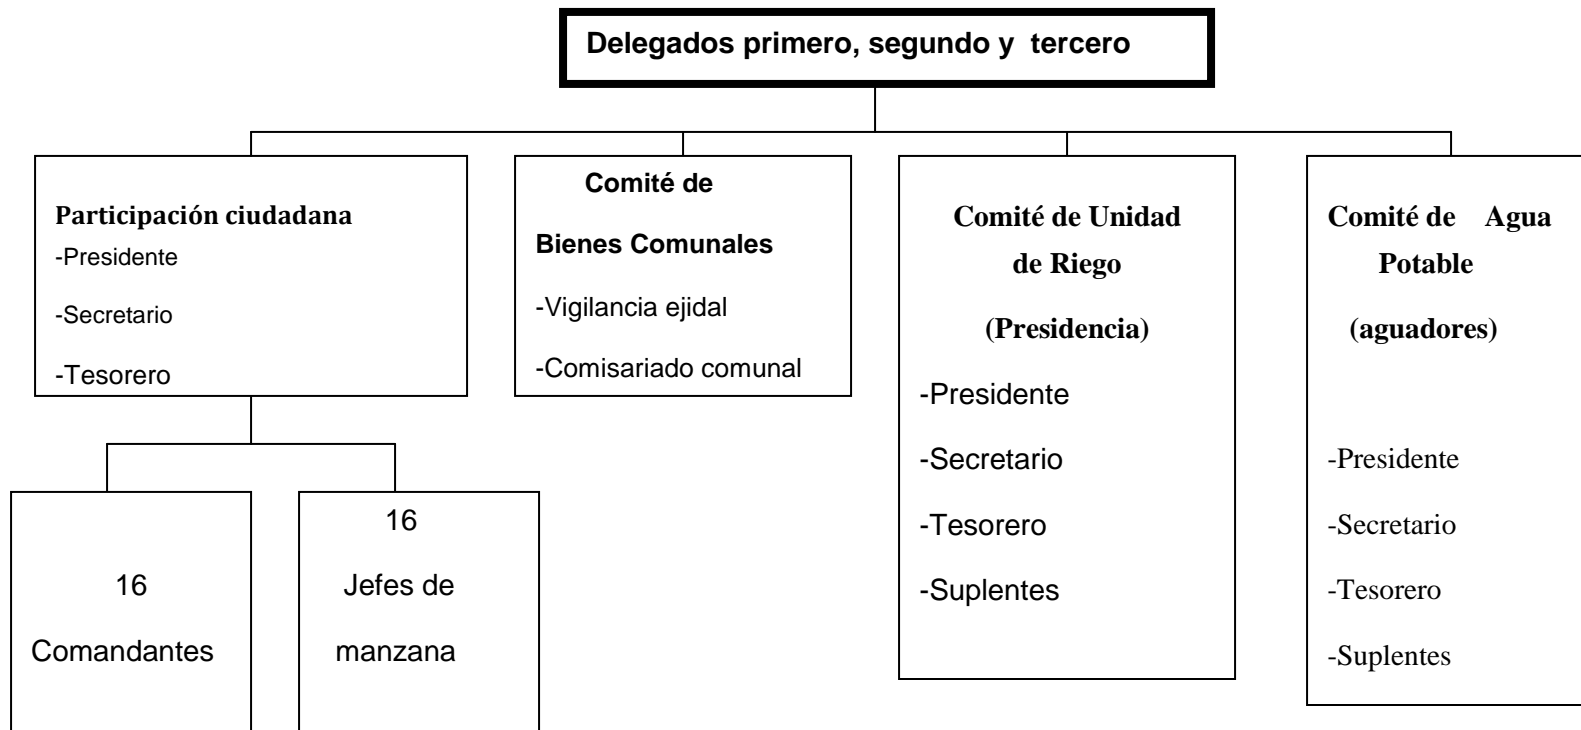 Delegados primero, segundo y tercero
Participación ciudadana
-Presidente
-Secretario
-Tesorero
Comité de
Bienes Comunales
-Vigilancia ejidal
-Comisariado comunal
Comité de Unidad
de Riego
(Presidencia)
-Presidente
-Secretario
-Tesorero
-Suplentes
Comité de Agua
Potable
(aguadores)
-Presidente
-Secretario
-Tesorero
-Suplentes
16
Comandantes
16
Jefes de
manzana